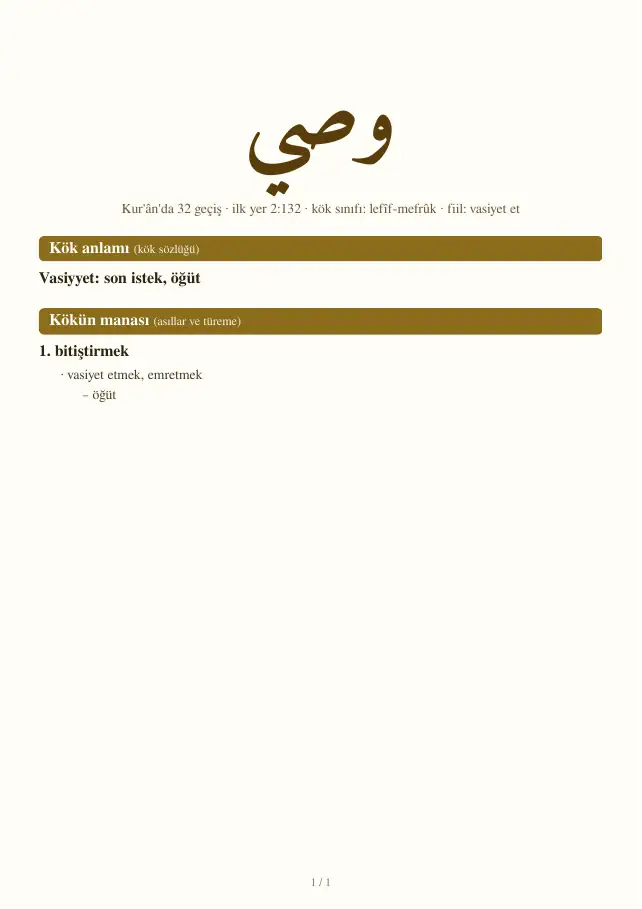 وصي
Kur'ân'da 32 geçiş · ilk yer 2:132 · kök sınıfı: lefîf-mefrûk · fiil: vasiyet et
Kök anlamı (kök sözlüğü)
Vasiyyet: son istek, öğüt
Kökün manası (asıllar ve türeme)
1. bitiştirmek
· vasiyet etmek, emretmek
– öğüt
1 / 1